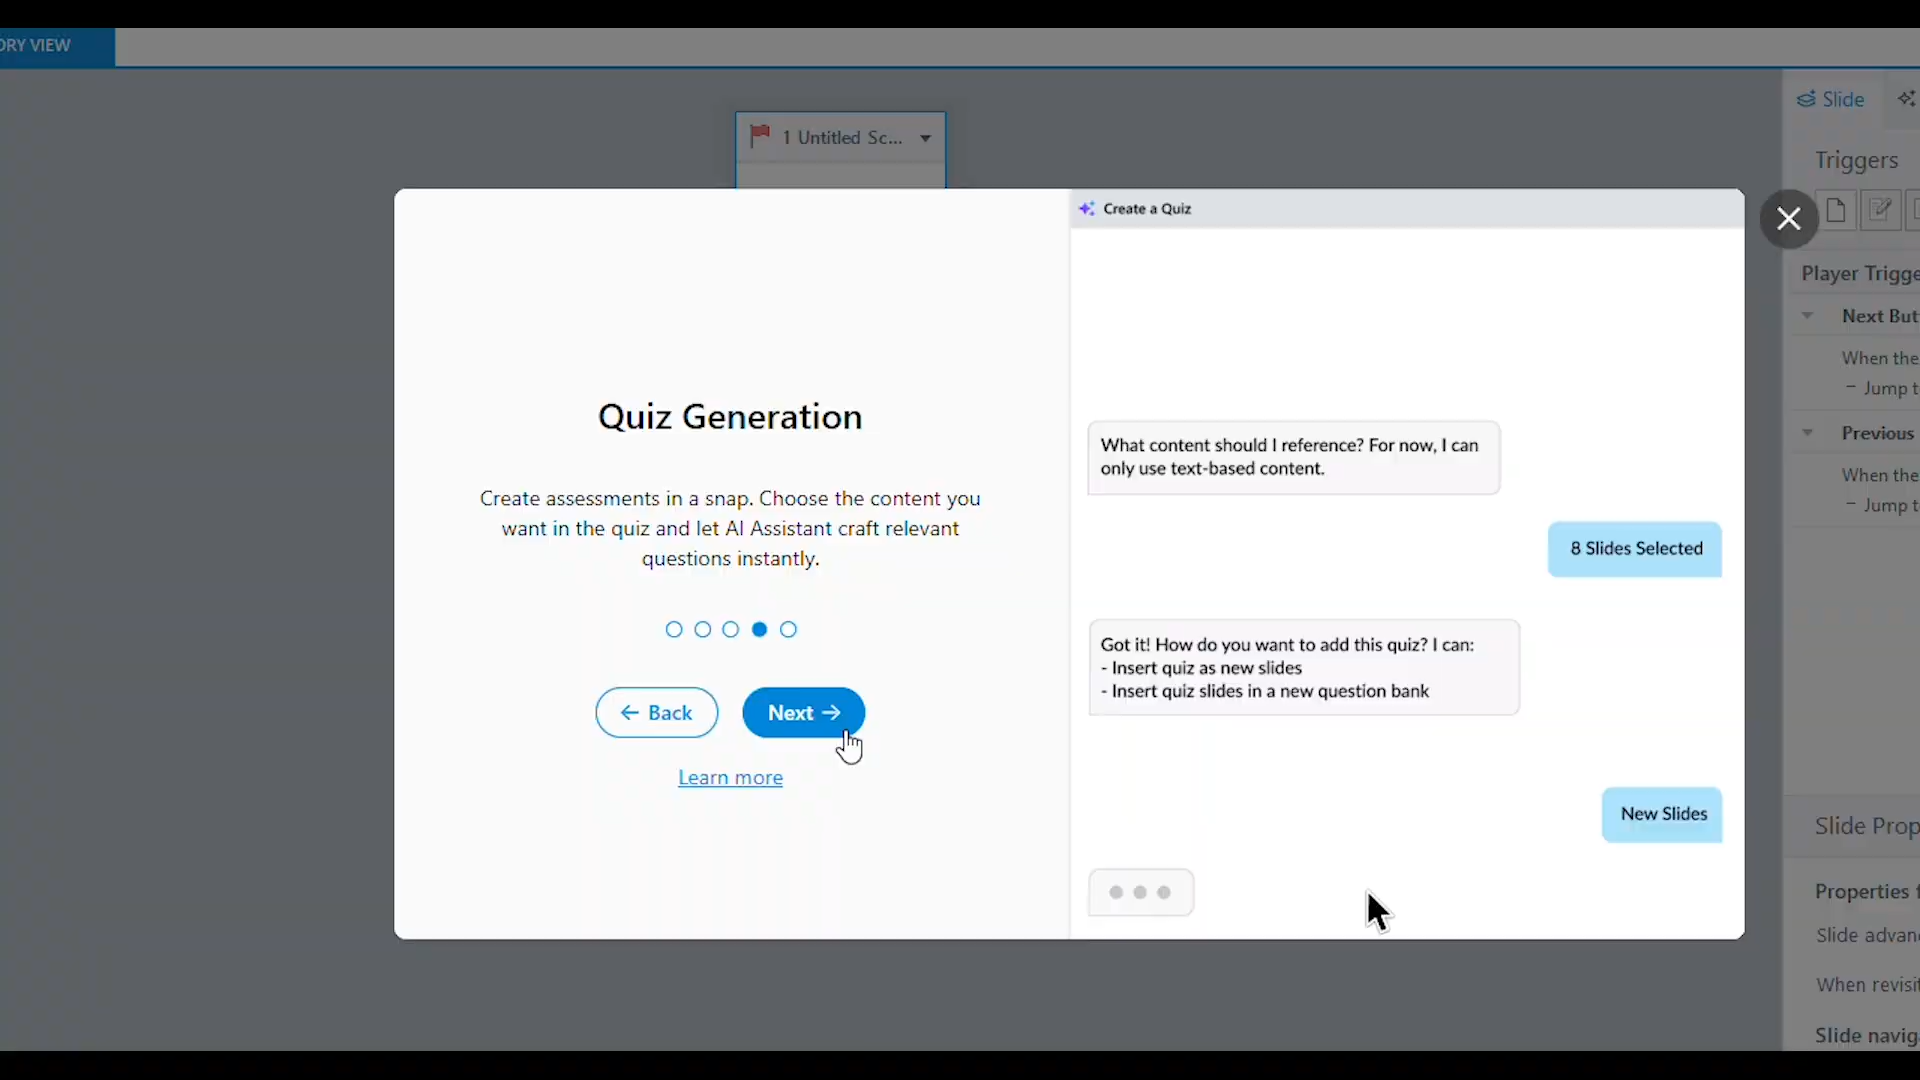 ORY VIEW
Slide
1 Untitled Sc...
Triggers
Create a Quiz
Player Trigge
Next But
When the
- Jump t
Previous
When the
- Jump t
Quiz Generation
Create assessments in a snap. Choose the content you
want in the quiz and let AI Assistant craft relevant
questions instantly.
← Back
Next →
Learn more
What content should I reference? For now, I can
only use text-based content.
8 Slides Selected
Got it! How do you want to add this quiz? I can:
- Insert quiz as new slides
- Insert quiz slides in a new question bank
New Slides
Slide Prop
Properties f
Slide advan
When revisit
Slide naviga